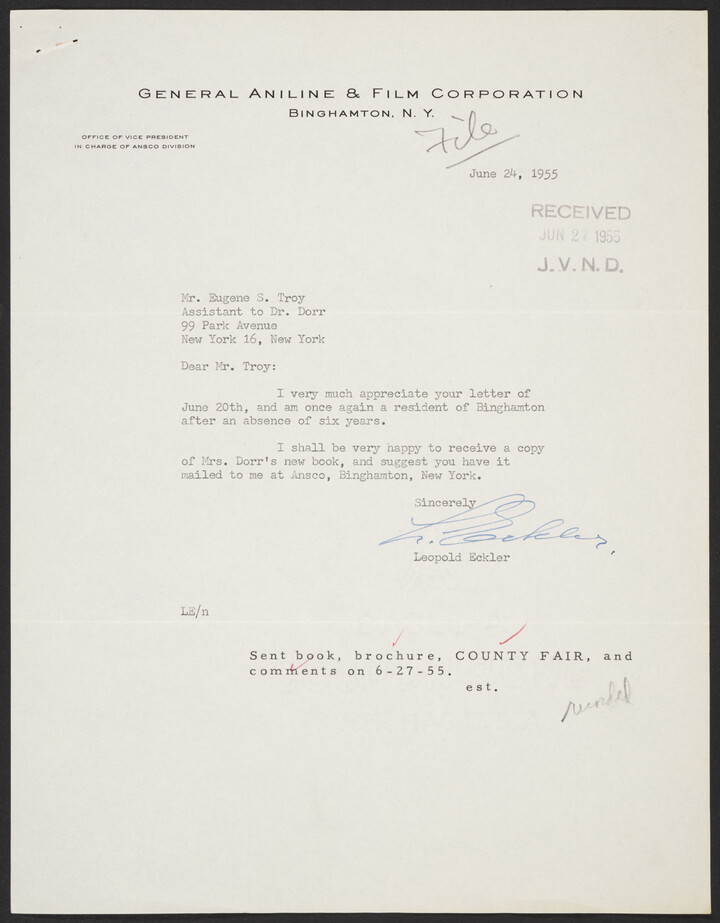 GENERAL ANILINE & FILM CORPORATION
BINGHAMTON, N. Y.
OFFICE OF VICE PRESIDENT
IN CHARGE OF ANSCO DIVISION
File
June 24, 1955
RECEIVED
JUN 27 1955
J. V. N. D.
Mr. Eugene S. Troy
Assistant to Dr. Dorr
99 Park Avenue
New York 16, New York
Dear Mr. Troy:
I very much appreciate your letter of
June 20th, and am once again a resident of Binghamton
after an absence of six years.
I shall be very happy to receive a copy
of Mrs. Dorr's new book, and suggest you have it
mailed to me at Ansco, Binghamton, New York.
Sincerely
L. Eckler,
Leopold Eckler
LE/n
Sent book, brochure, COUNTY FAIR, and
comments on 6-27-55.
est.